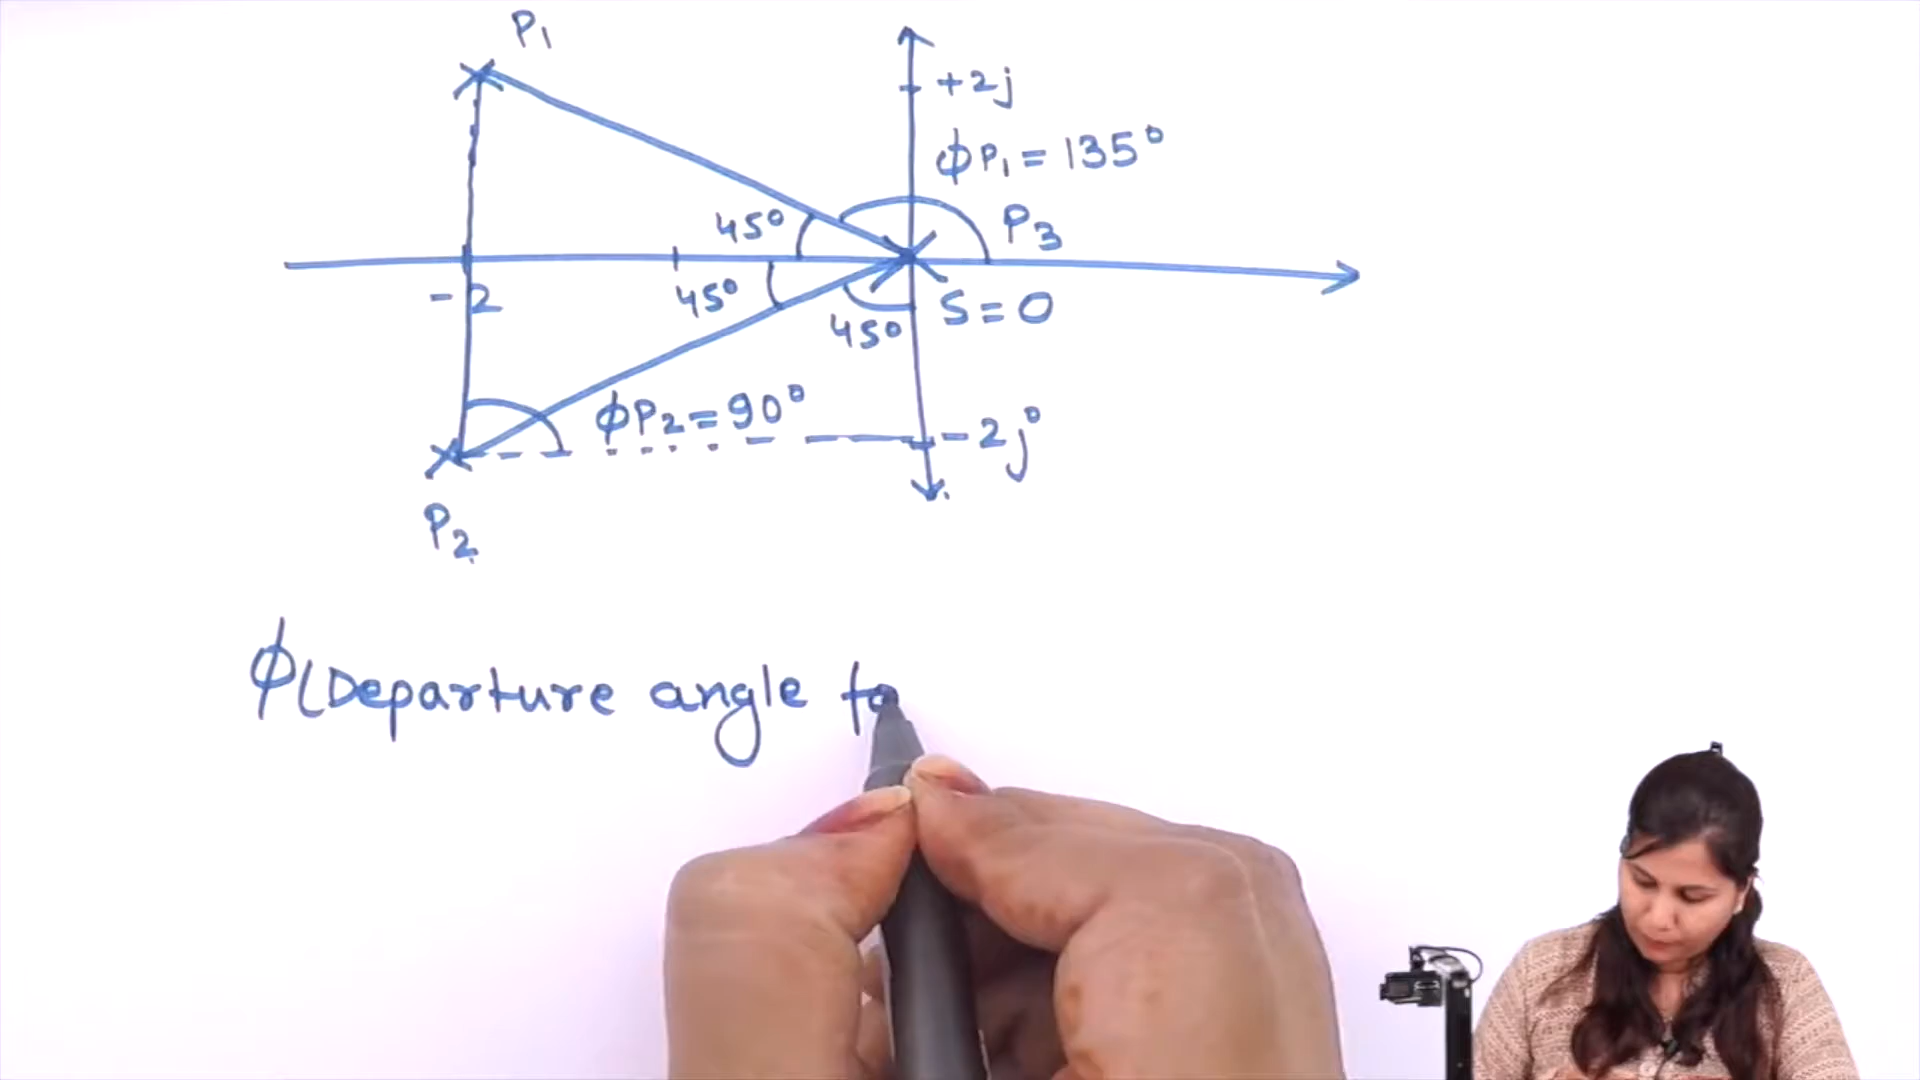 P1
+2j
ϕP1 = 135°
45°
P3
-2
45°
S = 0
45°
ϕP2 = 90°
-2j
P2
ϕ(Departure angle fo